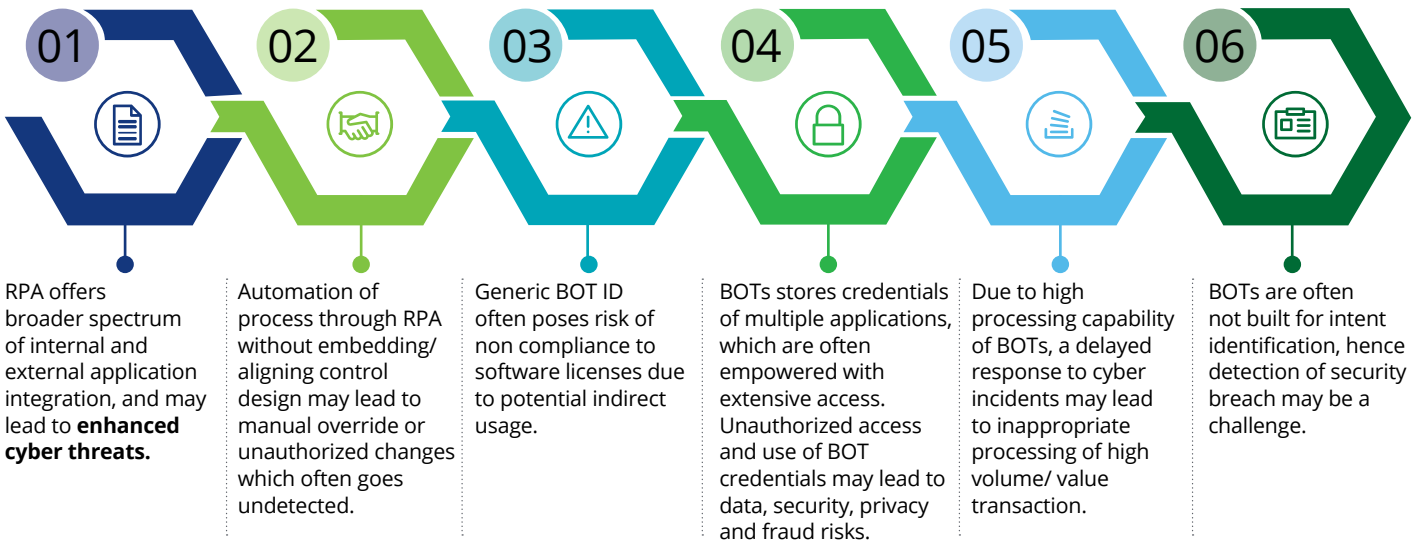 01
RPA offers
broader spectrum
of internal and
external application
integration, and may
lead to enhanced
cyber threats.
02
Automation of
process through RPA
without embedding/
aligning control
design may lead to
manual override or
unauthorized changes
which often goes
undetected.
03
Generic BOT ID
often poses risk of
non compliance to
software licenses due
to potential indirect
usage.
04
BOTs stores credentials
of multiple applications,
which are often
empowered with
extensive access.
Unauthorized access
and use of BOT
credentials may lead to
data, security, privacy
and fraud risks.
05
Due to high
processing capability
of BOTs, a delayed
response to cyber
incidents may lead
to inappropriate
processing of high
volume/ value
transaction.
06
BOTs are often
not built for intent
identification, hence
detection of security
breach may be a
challenge.